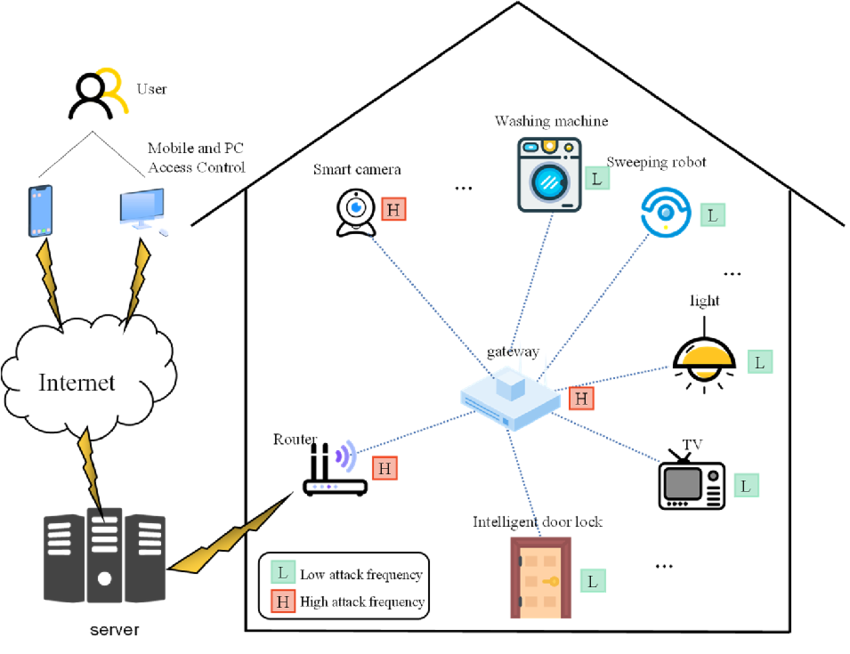 User
Mobile and PC
Access Control
Internet
server
Washing machine
L
Sweeping robot
L
Smart camera
H
...
...
light
L
gateway
H
Router
H
TV
L
Intelligent door lock
L
...
L Low attack frequency
H High attack frequency